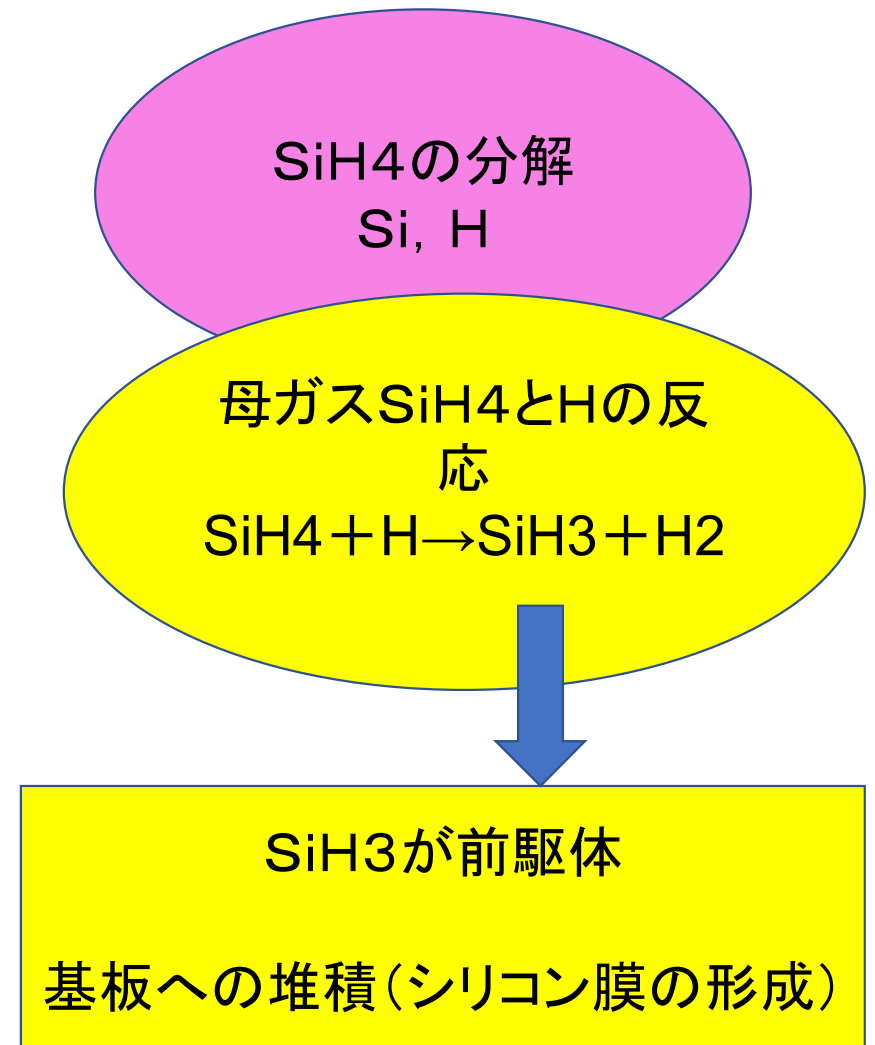 SiH４の分解
Si，H
母ガスSiH４とHの反
応
SiH4＋H→SiH3＋H2
SiH３が前駆体
基板への堆積（シリコン膜の形成）